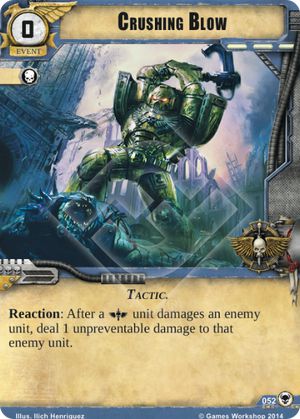 0
EVENT
CRUSHING BLOW
TACTIC.
Reaction: After a unit damages an enemy
unit, deal 1 unpreventable damage to that
enemy unit.
052
Illus. Ilich Henriquez
© Games Workshop 2014